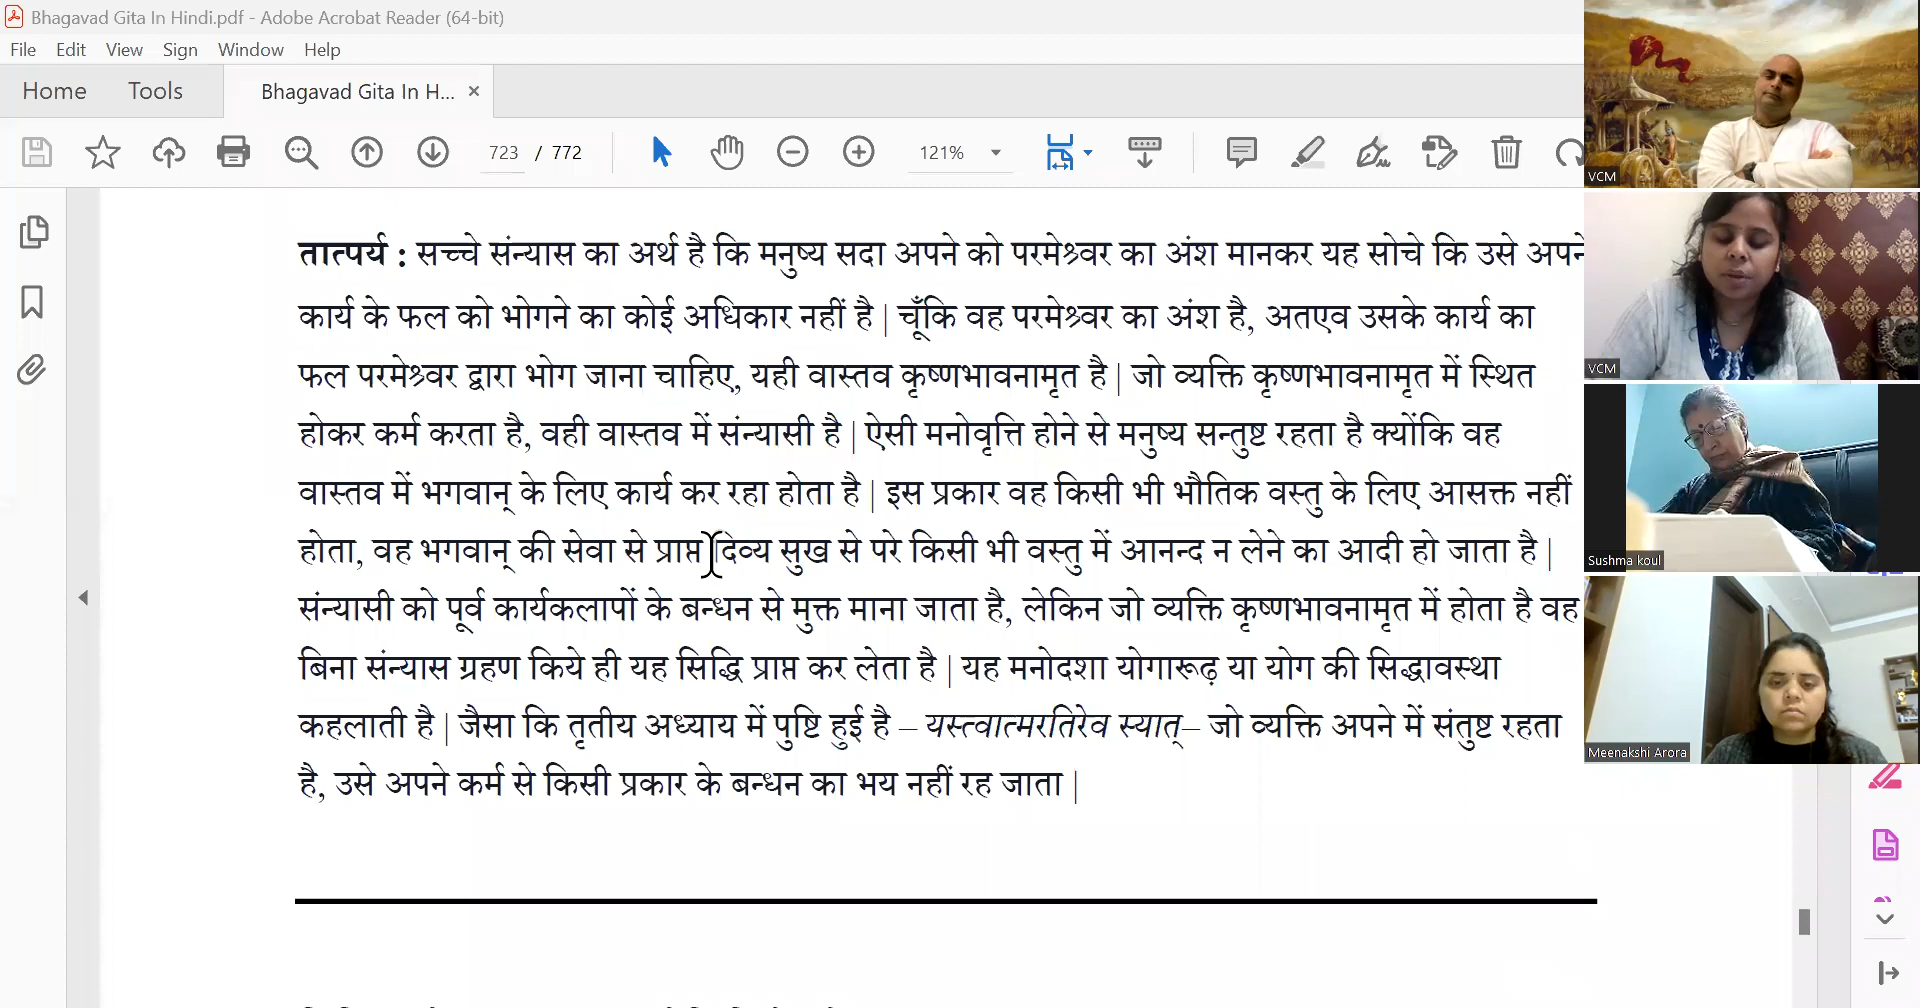 Bhagavad Gita In Hindi.pdf - Adobe Acrobat Reader (64-bit)
File Edit View Sign Window Help
Home Tools Bhagavad Gita In H... ×
723 / 772 121%
तात्पर्य : सच्चे संन्यास का अर्थ है कि मनुष्य सदा अपने को परमेश्र्वर का अंश मानकर यह सोचे कि उसे अपने
कार्य के फल को भोगने का कोई अधिकार नहीं है | चूँकि वह परमेश्र्वर का अंश है, अतएव उसके कार्य का
फल परमेश्र्वर द्वारा भोग जाना चाहिए, यही वास्तव कृष्णभावनामृत है | जो व्यक्ति कृष्णभावनामृत में स्थित
होकर कर्म करता है, वही वास्तव में संन्यासी है | ऐसी मनोवृत्ति होने से मनुष्य सन्तुष्ट रहता है क्योंकि वह
वास्तव में भगवान् के लिए कार्य कर रहा होता है | इस प्रकार वह किसी भी भौतिक वस्तु के लिए आसक्त नहीं
होता, वह भगवान् की सेवा से प्राप्त दिव्य सुख से परे किसी भी वस्तु में आनन्द न लेने का आदी हो जाता है |
संन्यासी को पूर्व कार्यकलापों के बन्धन से मुक्त माना जाता है, लेकिन जो व्यक्ति कृष्णभावनामृत में होता है वह
बिना संन्यास ग्रहण किये ही यह सिद्धि प्राप्त कर लेता है | यह मनोदशा योगारूढ़ या योग की सिद्धावस्था
कहलाती है | जैसा कि तृतीय अध्याय में पुष्टि हुई है – यस्त्वात्मरतिरेव स्यात्– जो व्यक्ति अपने में संतुष्ट रहता
है, उसे अपने कर्म से किसी प्रकार के बन्धन का भय नहीं रह जाता |
VCM
VCM
Sushma koul
Meenakshi Arora